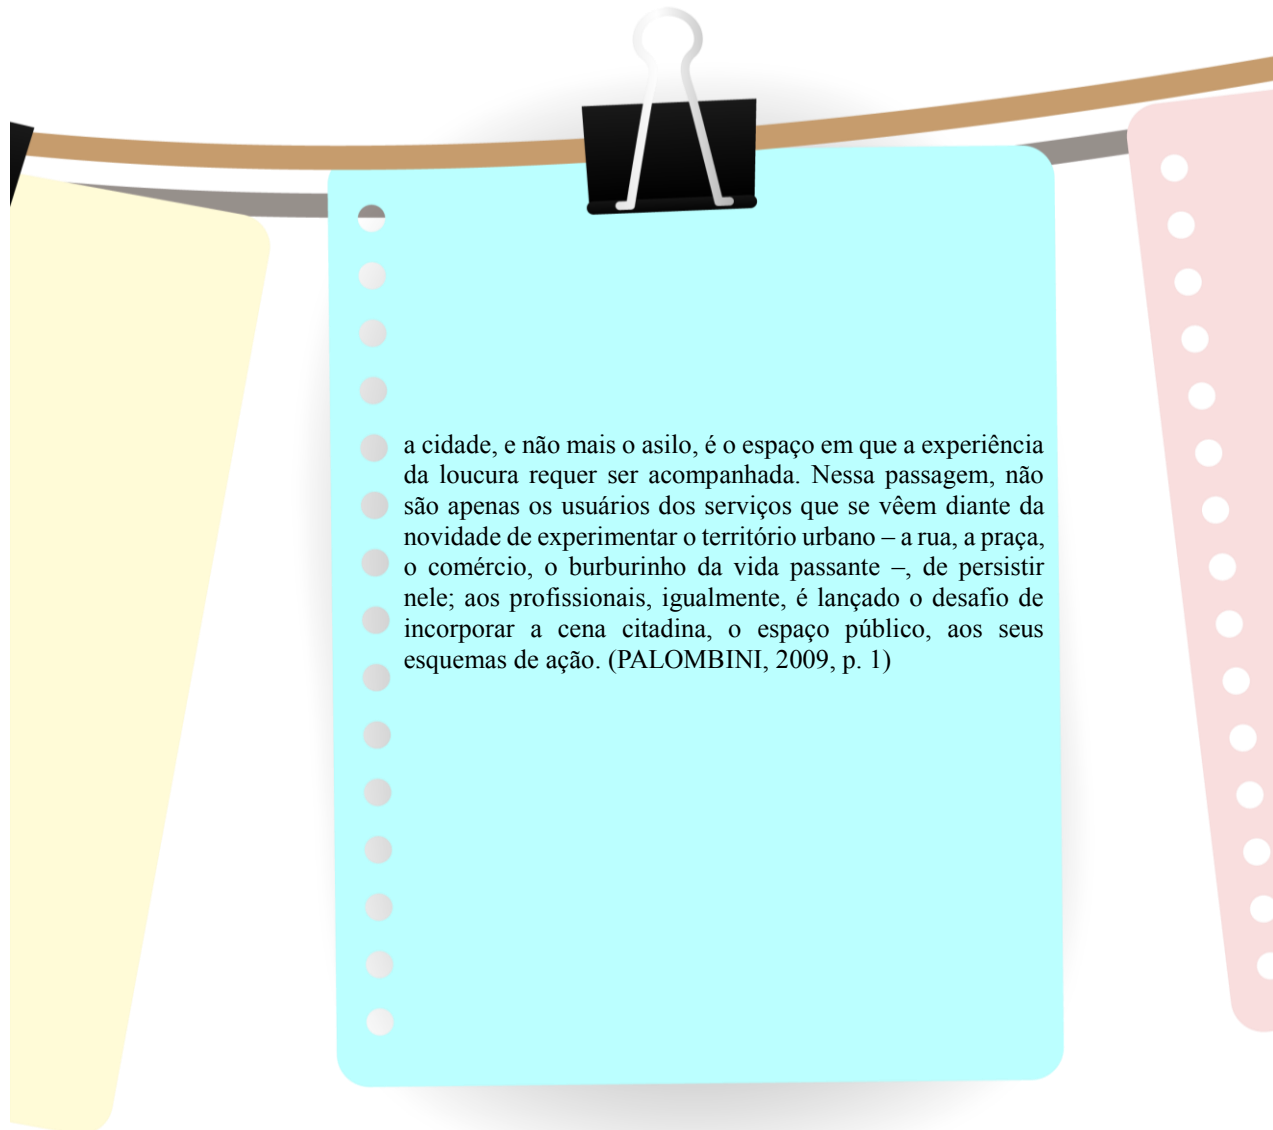 a cidade, e não mais o asilo, é o espaço em que a experiência
da loucura requer ser acompanhada. Nessa passagem, não
são apenas os usuários dos serviços que se vêem diante da
novidade de experimentar o território urbano – a rua, a praça,
o comércio, o burburinho da vida passante –, de persistir
nele; aos profissionais, igualmente, é lançado o desafio de
incorporar a cena citadina, o espaço público, aos seus
esquemas de ação. (PALOMBINI, 2009, p. 1)